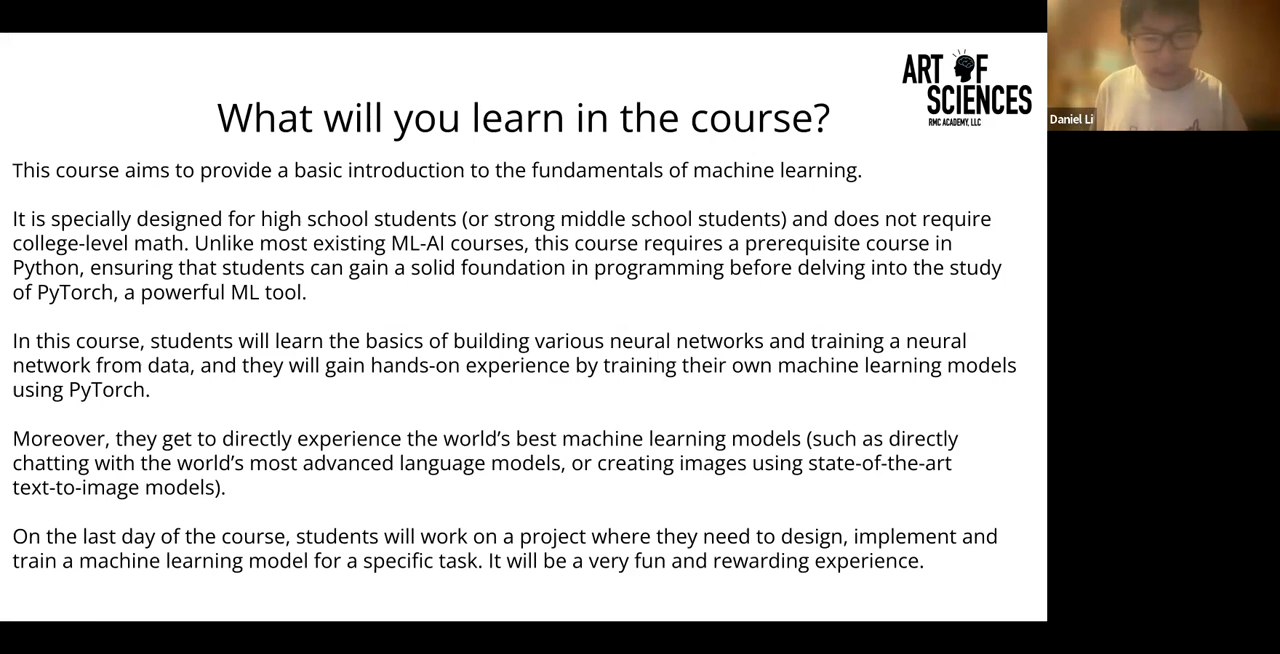 ART OF
SCIENCES
RMC ACADEMY, LLC
What will you learn in the course?
This course aims to provide a basic introduction to the fundamentals of machine learning.
It is specially designed for high school students (or strong middle school students) and does not require
college-level math. Unlike most existing ML-AI courses, this course requires a prerequisite course in
Python, ensuring that students can gain a solid foundation in programming before delving into the study
of PyTorch, a powerful ML tool.
In this course, students will learn the basics of building various neural networks and training a neural
network from data, and they will gain hands-on experience by training their own machine learning models
using PyTorch.
Moreover, they get to directly experience the world’s best machine learning models (such as directly
chatting with the world’s most advanced language models, or creating images using state-of-the-art
text-to-image models).
On the last day of the course, students will work on a project where they need to design, implement and
train a machine learning model for a specific task. It will be a very fun and rewarding experience.
Daniel Li